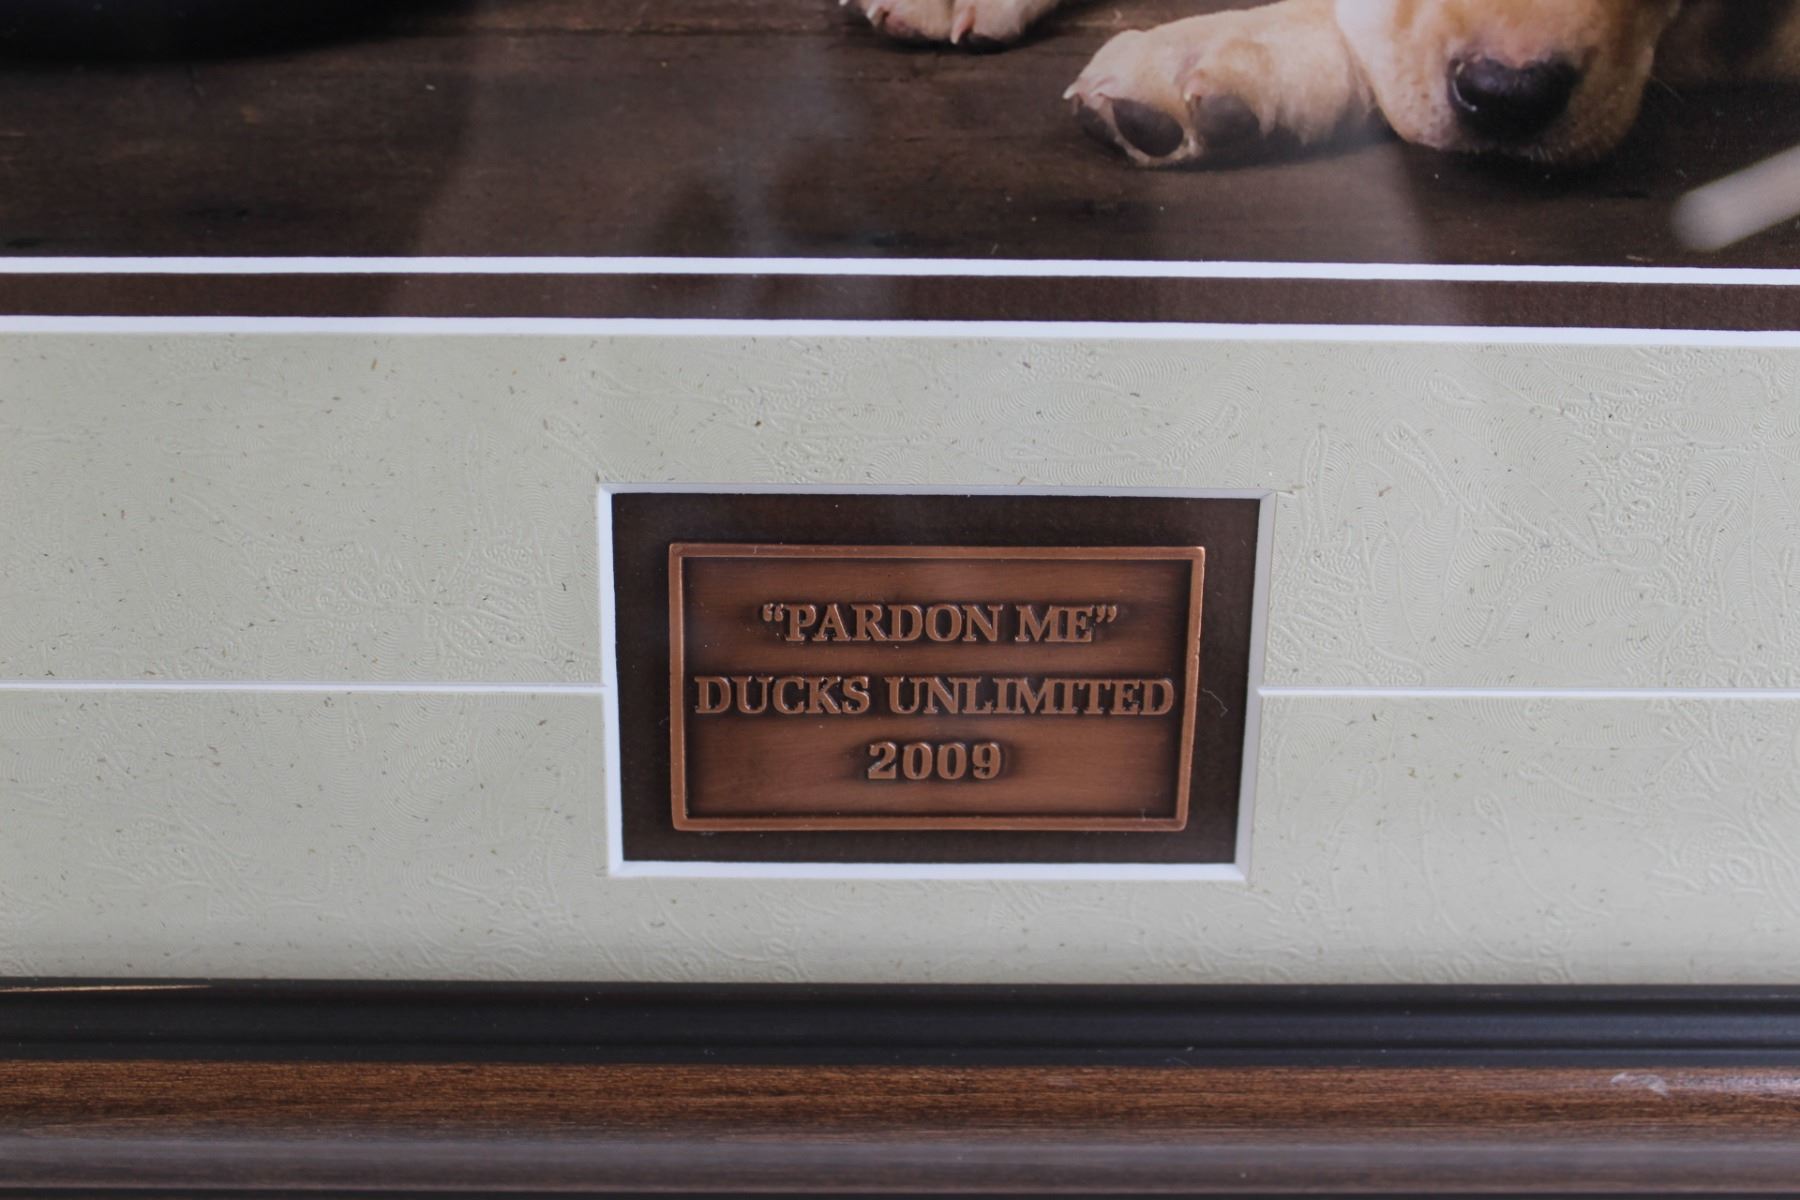 “PARDON ME”
DUCKS UNLIMITED
2009